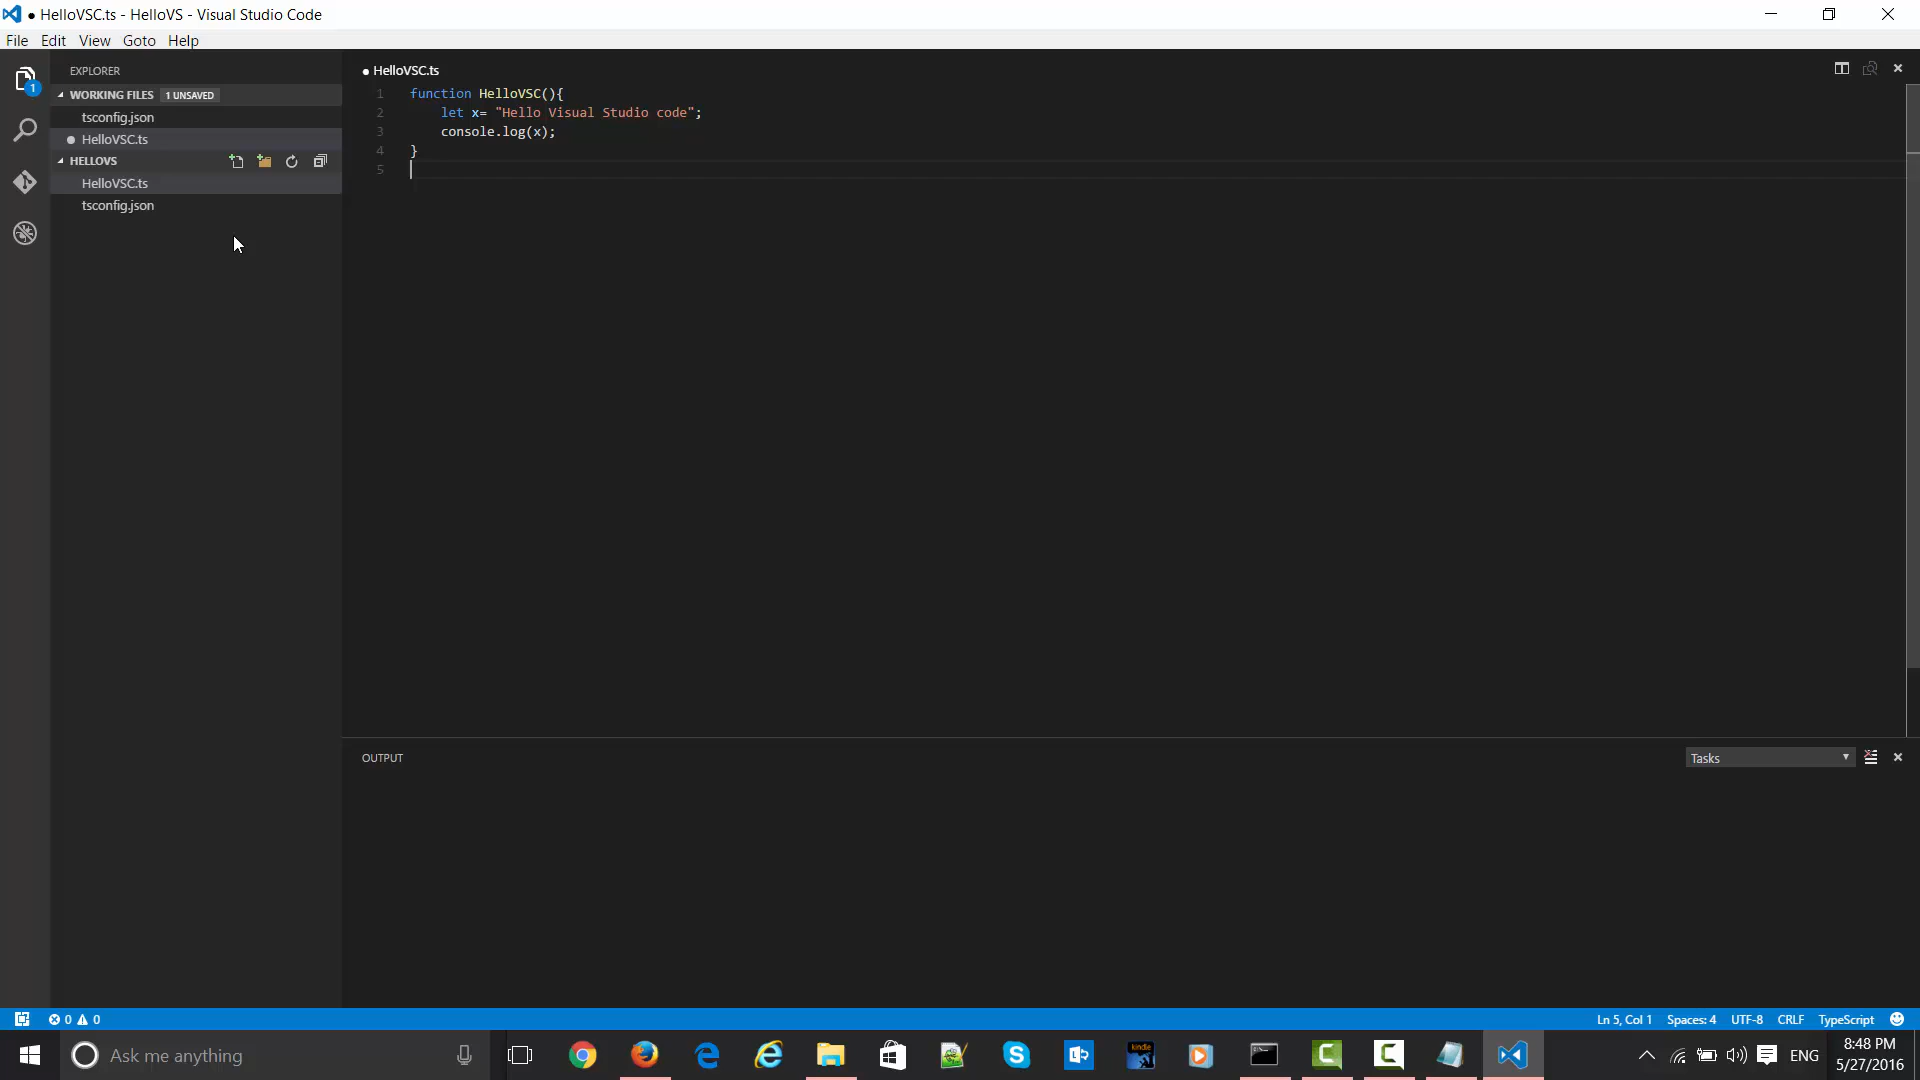 ● HelloVSC.ts - HelloVS - Visual Studio Code
File Edit View Goto Help
EXPLORER
WORKING FILES 1 UNSAVED
tsconfig.json
● HelloVSC.ts
HELLOVS
HelloVSC.ts
tsconfig.json
1
● HelloVSC.ts
1 function HelloVSC(){
2 let x= "Hello Visual Studio code";
3 console.log(x);
4 }
5
OUTPUT
Tasks
0 0
Ln 5, Col 1 Spaces: 4 UTF-8 CRLF TypeScript
Ask me anything
kindle
ENG
8:48 PM
5/27/2016